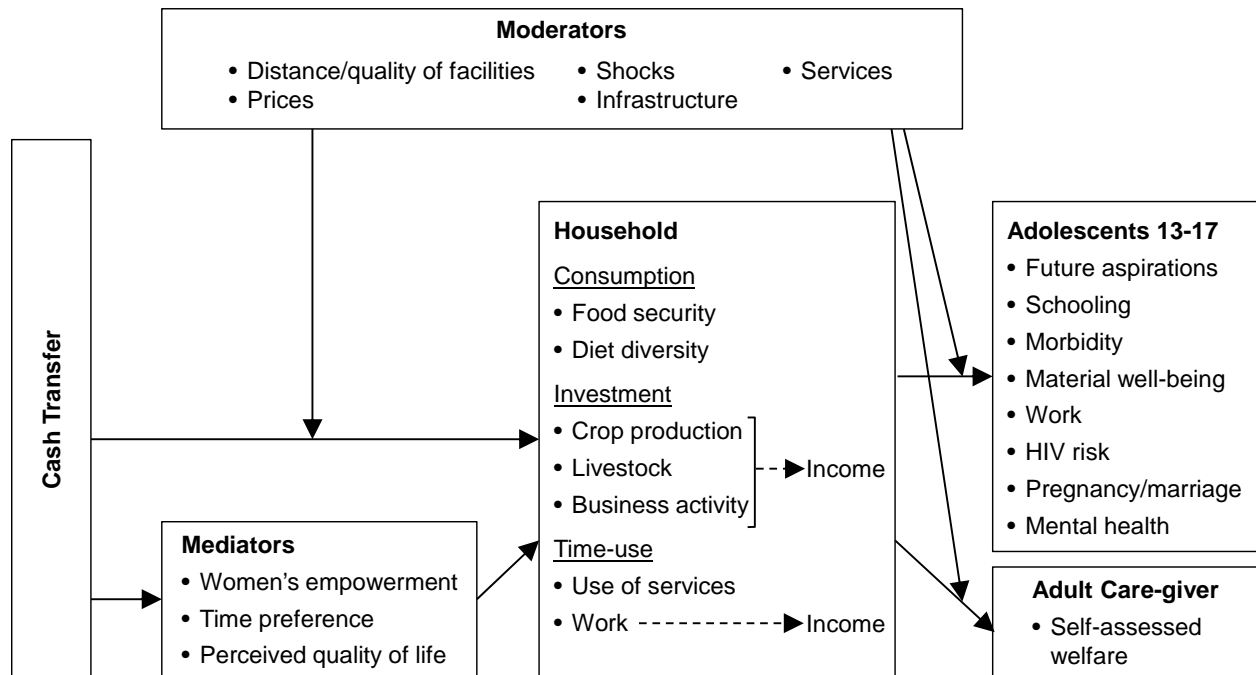 Moderators
• Distance/quality of facilities
• Shocks
• Services
• Prices
• Infrastructure
Cash Transfer
Mediators
• Women’s empowerment
• Time preference
• Perceived quality of life
Household
Consumption
• Food security
• Diet diversity
Investment
• Crop production
• Livestock
• Business activity
Income
Time-use
• Use of services
• Work
Income
Adolescents 13-17
• Future aspirations
• Schooling
• Morbidity
• Material well-being
• Work
• HIV risk
• Pregnancy/marriage
• Mental health
Adult Care-giver
• Self-assessed
welfare